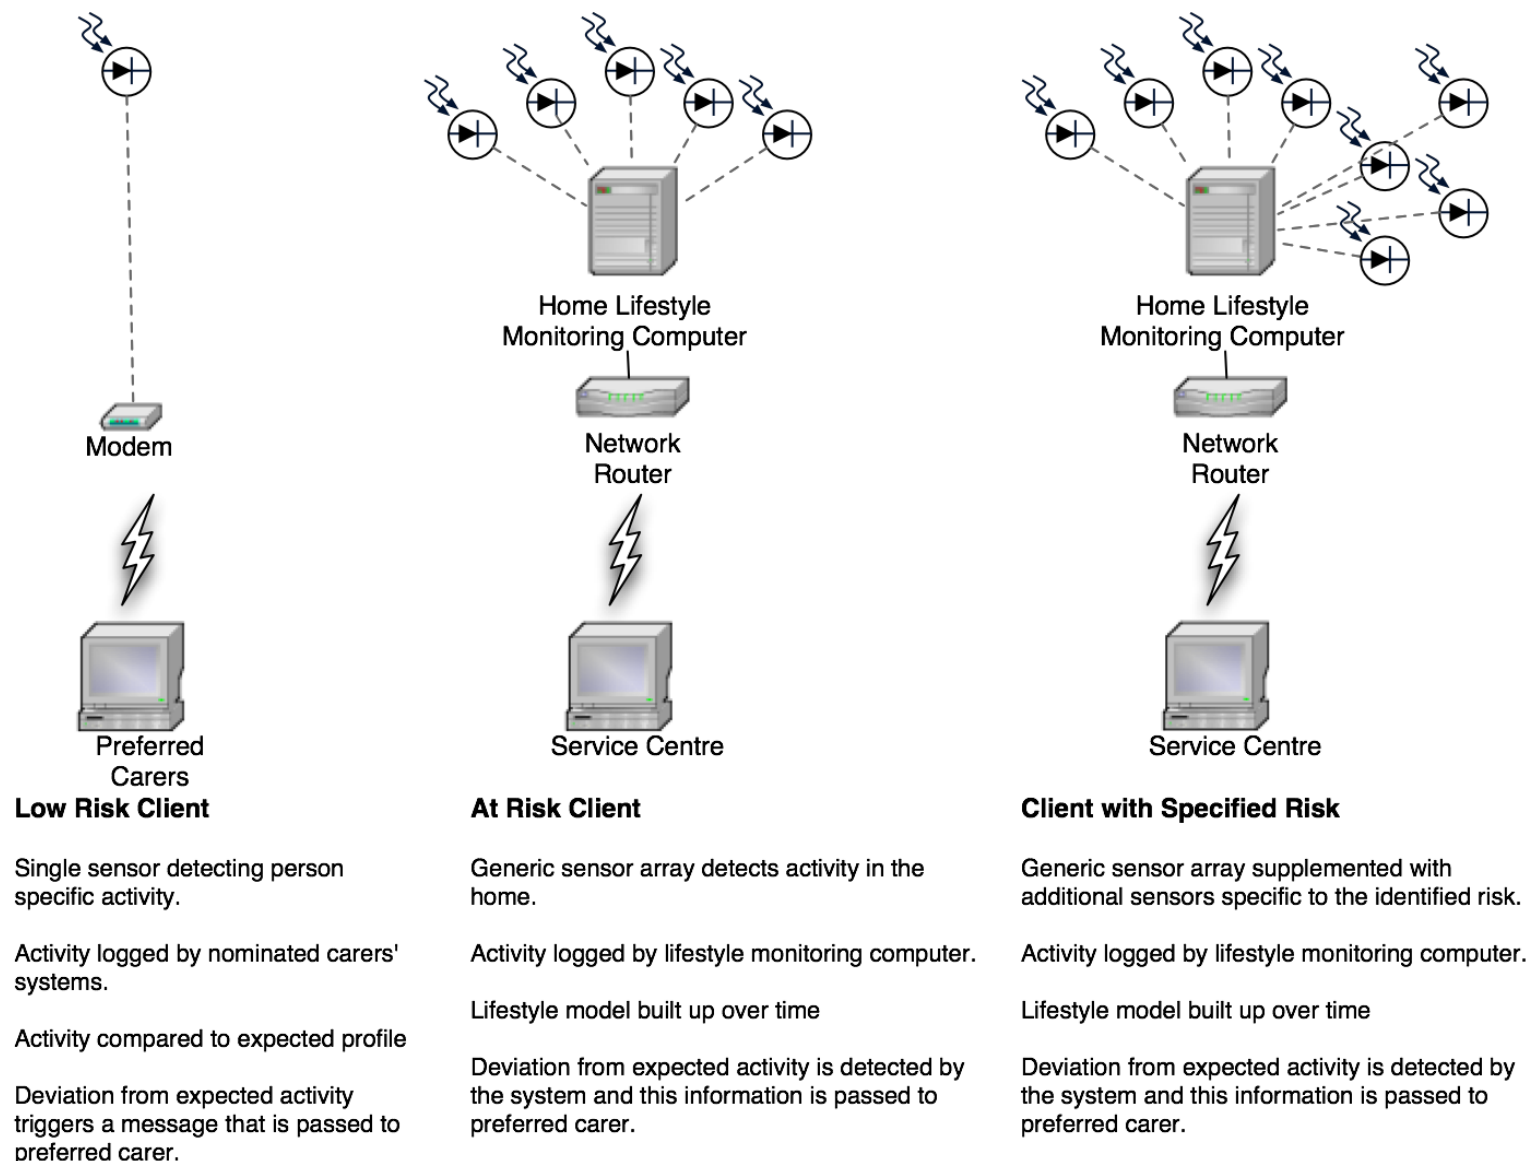 Modem
Preferred
Carers
Low Risk Client
Single sensor detecting person
specific activity.
Activity logged by nominated carers'
systems.
Activity compared to expected profile
Deviation from expected activity
triggers a message that is passed to
preferred carer.
Home Lifestyle
Monitoring Computer
Network
Router
Service Centre
At Risk Client
Generic sensor array detects activity in the
home.
Activity logged by lifestyle monitoring computer.
Lifestyle model built up over time
Deviation from expected activity is detected by
the system and this information is passed to
preferred carer.
Home Lifestyle
Monitoring Computer
Network
Router
Service Centre
Client with Specified Risk
Generic sensor array supplemented with
additional sensors specific to the identified risk.
Activity logged by lifestyle monitoring computer.
Lifestyle model built up over time
Deviation from expected activity is detected by
the system and this information is passed to
preferred carer.